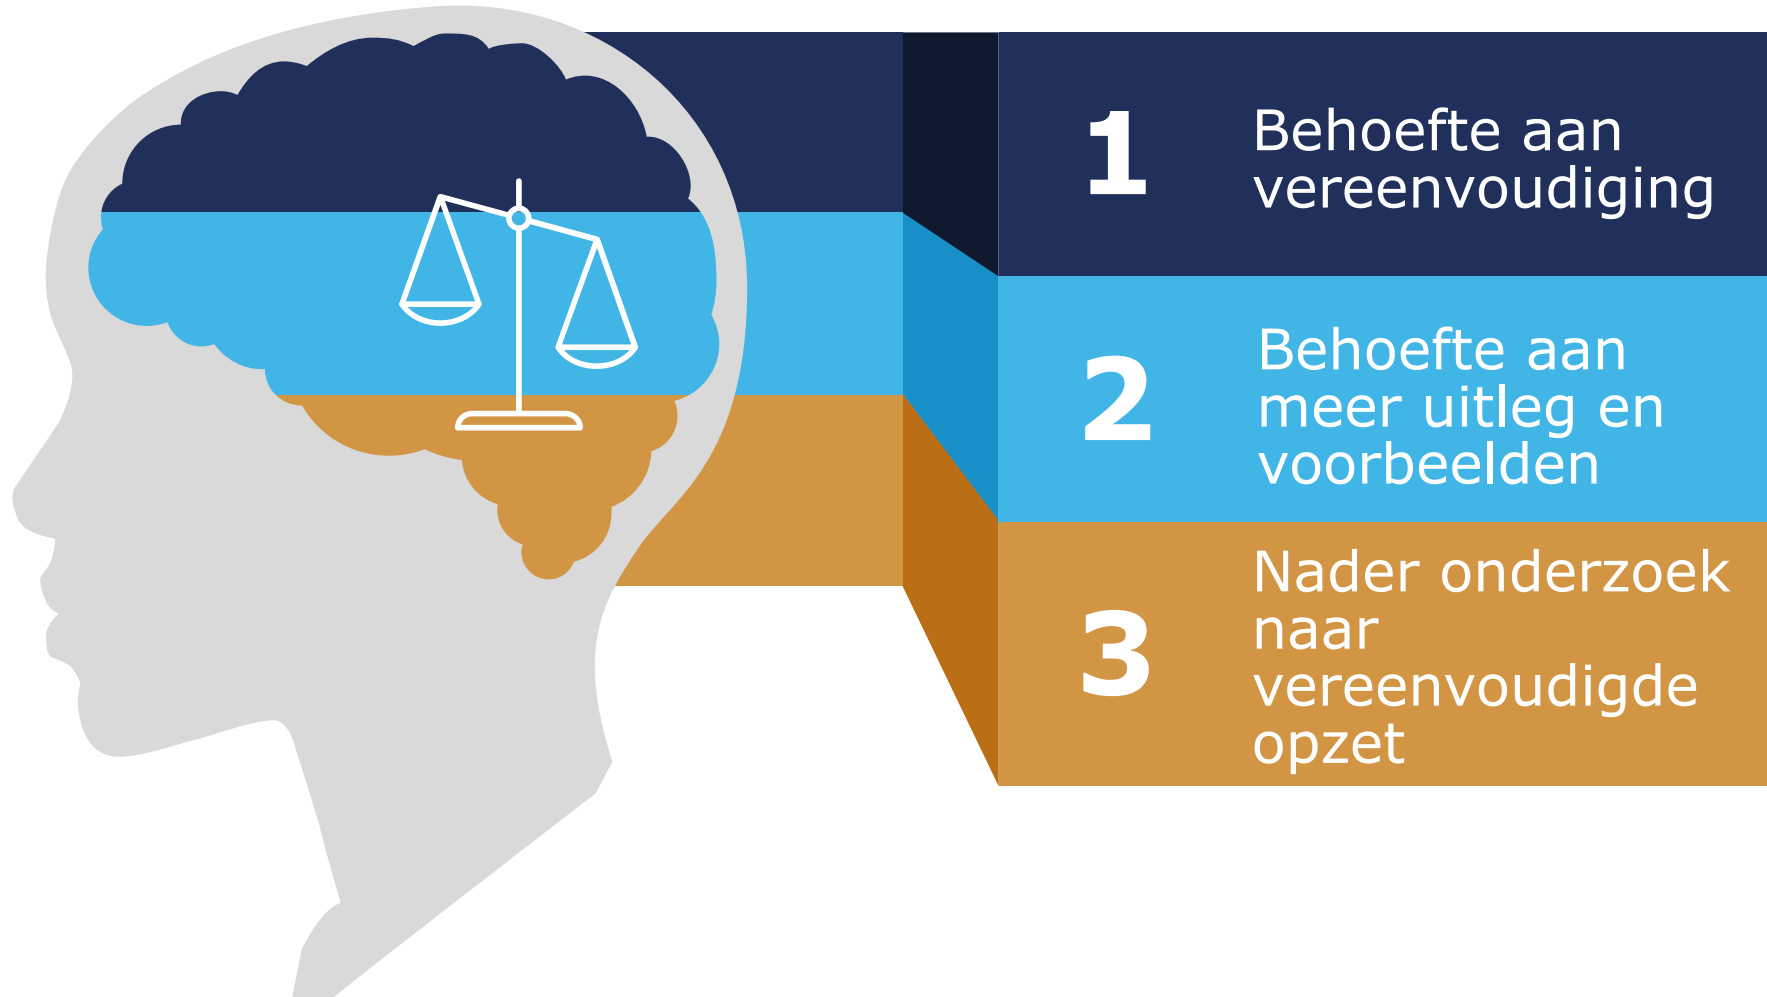 1
Behoefte aan
vereenvoudiging
2
Behoefte aan
meer uitleg en
voorbeelden
3
Nader onderzoek
naar
vereenvoudigde
opzet